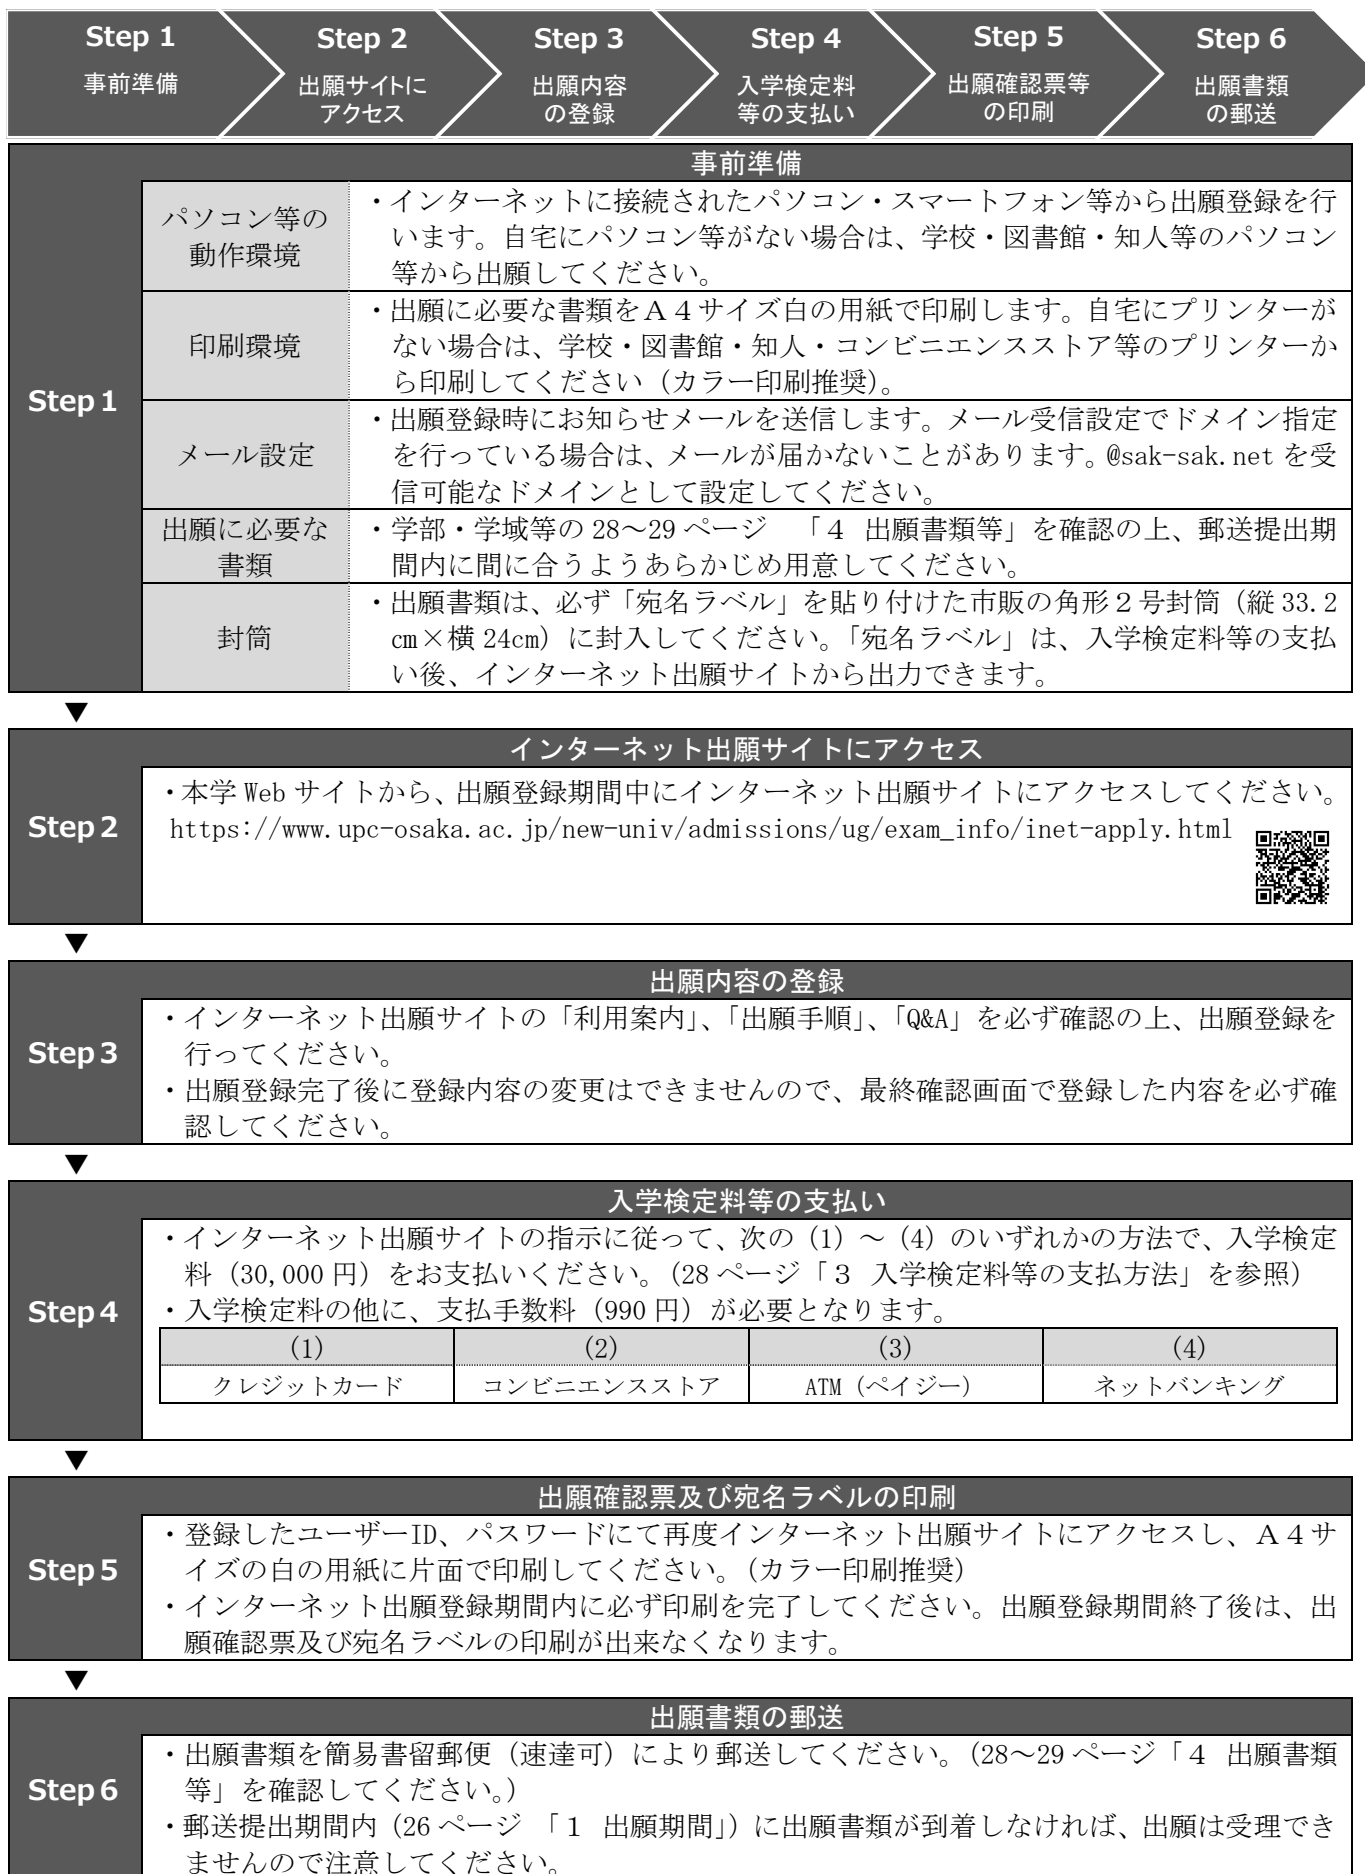 Step 1
事前準備
Step 2
出願サイトに
アクセス
Step 3
出願内容
の登録
Step 4
入学検定料
等の支払い
Step 5
出願確認票等
の印刷
Step 6
出願書類
の郵送
Step1
事前準備
パソコン等の
動作環境
・インターネットに接続されたパソコン・スマートフォン等から出願登録を行
います。自宅にパソコン等がない場合は、学校・図書館・知人等のパソコン
等から出願してください。
印刷環境
・出願に必要な書類をＡ４サイズ白の用紙で印刷します。自宅にプリンターが
ない場合は、学校・図書館・知人・コンビニエンスストア等のプリンターか
ら印刷してください（カラー印刷推奨）。
メール設定
・出願登録時にお知らせメールを送信します。メール受信設定でドメイン指定
を行っている場合は、メールが届かないことがあります。@sak-sak.net を受
信可能なドメインとして設定してください。
出願に必要な
書類
・学部・学域等の 28～29 ページ　「４ 出願書類等」を確認の上、郵送提出期
間内に間に合うようあらかじめ用意してください。
封筒
・出願書類は、必ず「宛名ラベル」を貼り付けた市販の角形２号封筒（縦 33.2
㎝×横 24㎝）に封入してください。「宛名ラベル」は、入学検定料等の支払
い後、インターネット出願サイトから出力できます。
▼
Step2
インターネット出願サイトにアクセス
・本学 Web サイトから、出願登録期間中にインターネット出願サイトにアクセスしてください。
https://www.upc-osaka.ac.jp/new-univ/admissions/ug/exam_info/inet-apply.html
▼
Step3
出願内容の登録
・インターネット出願サイトの「利用案内」、「出願手順」、「Q&A」を必ず確認の上、出願登録を
行ってください。
・出願登録完了後に登録内容の変更はできませんので、最終確認画面で登録した内容を必ず確
認してください。
▼
Step4
入学検定料等の支払い
・インターネット出願サイトの指示に従って、次の（1）～（4）のいずれかの方法で、入学検定
料（30,000 円）をお支払いください。（28 ページ「３ 入学検定料等の支払方法」を参照）
・入学検定料の他に、支払手数料（990 円）が必要となります。
（1） （2） （3） （4）
クレジットカード コンビニエンスストア ATM（ペイジー） ネットバンキング
▼
Step5
出願確認票及び宛名ラベルの印刷
・登録したユーザーID、パスワードにて再度インターネット出願サイトにアクセスし、Ａ４サ
イズの白の用紙に片面で印刷してください。（カラー印刷推奨）
・インターネット出願登録期間内に必ず印刷を完了してください。出願登録期間終了後は、出
願確認票及び宛名ラベルの印刷が出来なくなります。
▼
Step6
出願書類の郵送
・出願書類を簡易書留郵便（速達可）により郵送してください。（28～29 ページ「４ 出願書類
等」を確認してください。）
・郵送提出期間内（26 ページ 「１ 出願期間」）に出願書類が到着しなければ、出願は受理でき
ませんので注意してください。